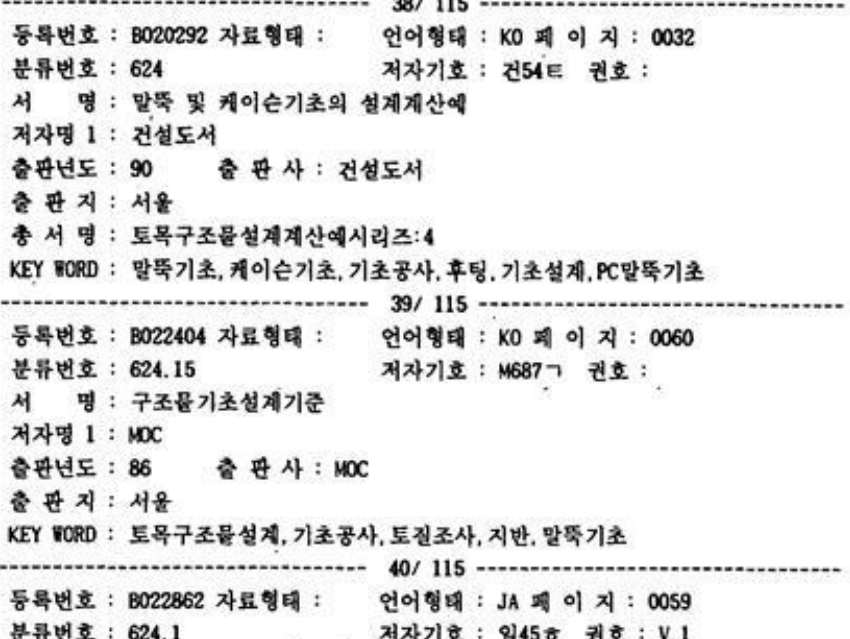 ------------------------------ 38/ 115 ------------------------------
등록번호 : B020292 자료형태 : 언어형태 : KO 페 이 지 : 0032
분류번호 : 624 저자기호 : 건54ㅌ 권호 :
서 명 : 말뚝 및 케이슨기초의 설계계산예
저자명 1 : 건설도서
출판년도 : 90 출 판 사 : 건설도서
출 판 지 : 서울
총 서 명 : 토목구조물설계계산예시리즈:4
KEY WORD : 말뚝기초, 케이슨기초, 기초공사, 후팅, 기초설계, PC말뚝기초
------------------------------ 39/ 115 ------------------------------
등록번호 : B022404 자료형태 : 언어형태 : KO 페 이 지 : 0060
분류번호 : 624.15 저자기호 : M687ㄱ 권호 :
서 명 : 구조물기초설계기준
저자명 1 : MOC
출판년도 : 86 출 판 사 : MOC
출 판 지 : 서울
KEY WORD : 토목구조물설계, 기초공사, 토질조사, 지반, 말뚝기초
------------------------------ 40/ 115 ------------------------------
등록번호 : B022862 자료형태 : 언어형태 : JA 페 이 지 : 0059
분류번호 : 624.1 저자기호 : 일45호 권호 : V.1